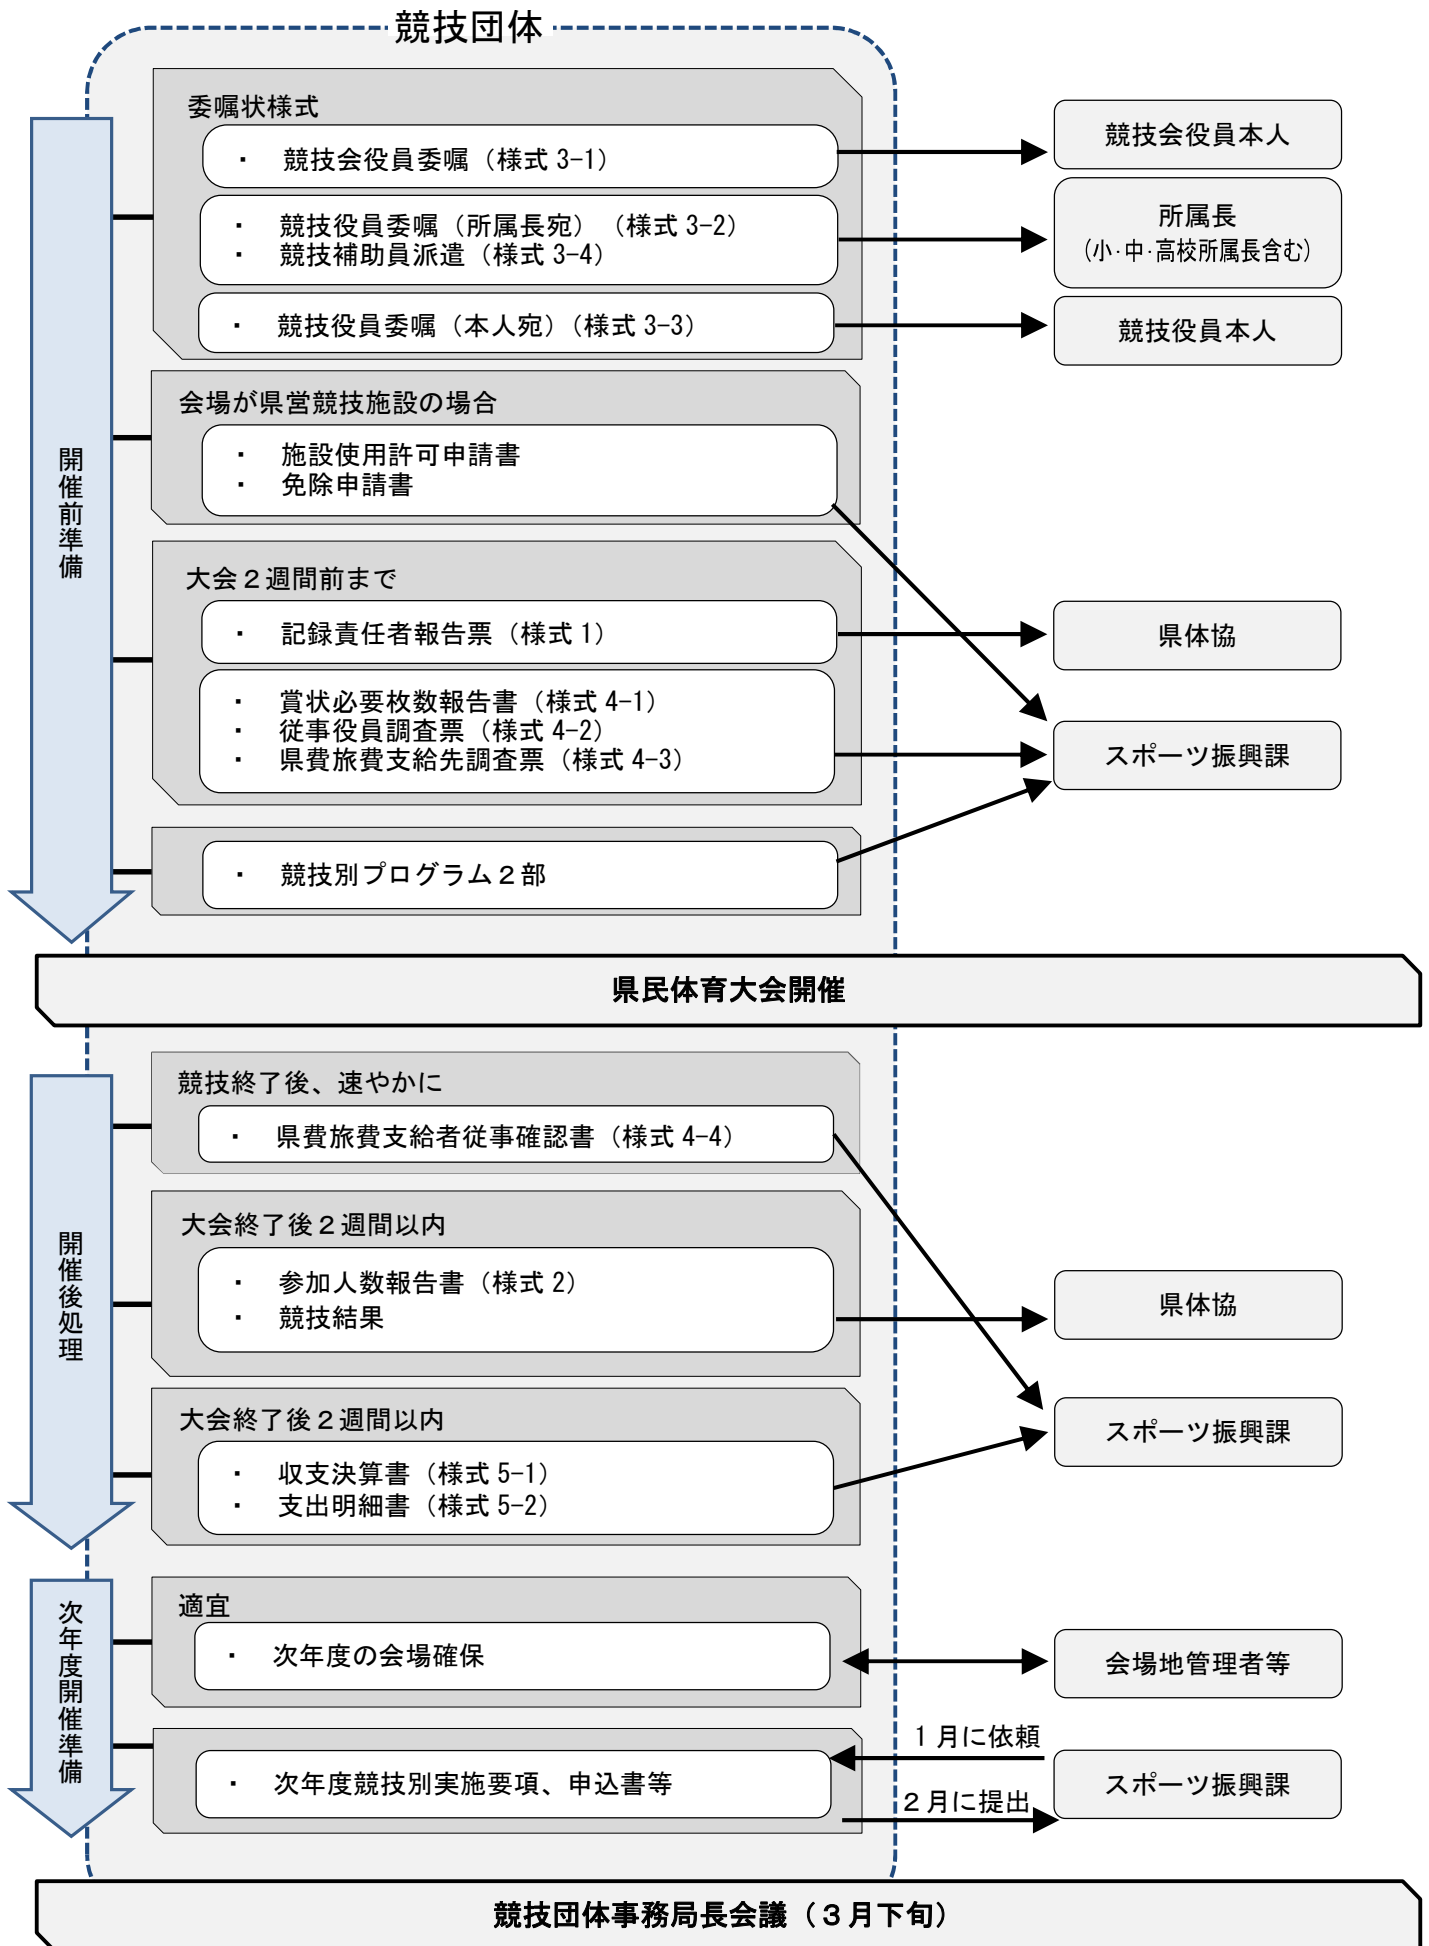 競技団体
委嘱状様式
・ 競技会役員委嘱（様式 3-1）
競技会役員本人
・ 競技役員委嘱（所属長宛）（様式 3-2）
・ 競技補助員派遣（様式 3-4）
所属長
（小・中・高校所属長含む）
・ 競技役員委嘱（本人宛）（様式 3-3）
競技役員本人
会場が県営競技施設の場合
・ 施設使用許可申請書
・ 免除申請書
開催前準備
大会２週間前まで
・ 記録責任者報告票（様式 1）
県体協
・ 賞状必要枚数報告書（様式 4-1）
・ 従事役員調査票（様式 4-2）
・ 県費旅費支給先調査票（様式 4-3）
スポーツ振興課
・ 競技別プログラム２部
県民体育大会開催
競技終了後、速やかに
・ 県費旅費支給者従事確認書（様式 4-4）
開催後処理
大会終了後２週間以内
・ 参加人数報告書（様式 2）
・ 競技結果
県体協
大会終了後２週間以内
・ 収支決算書（様式 5-1）
・ 支出明細書（様式 5-2）
スポーツ振興課
次年度開催準備
適宜
・ 次年度の会場確保
会場地管理者等
１月に依頼
・ 次年度競技別実施要項、申込書等
スポーツ振興課
２月に提出
競技団体事務局長会議（３月下旬）